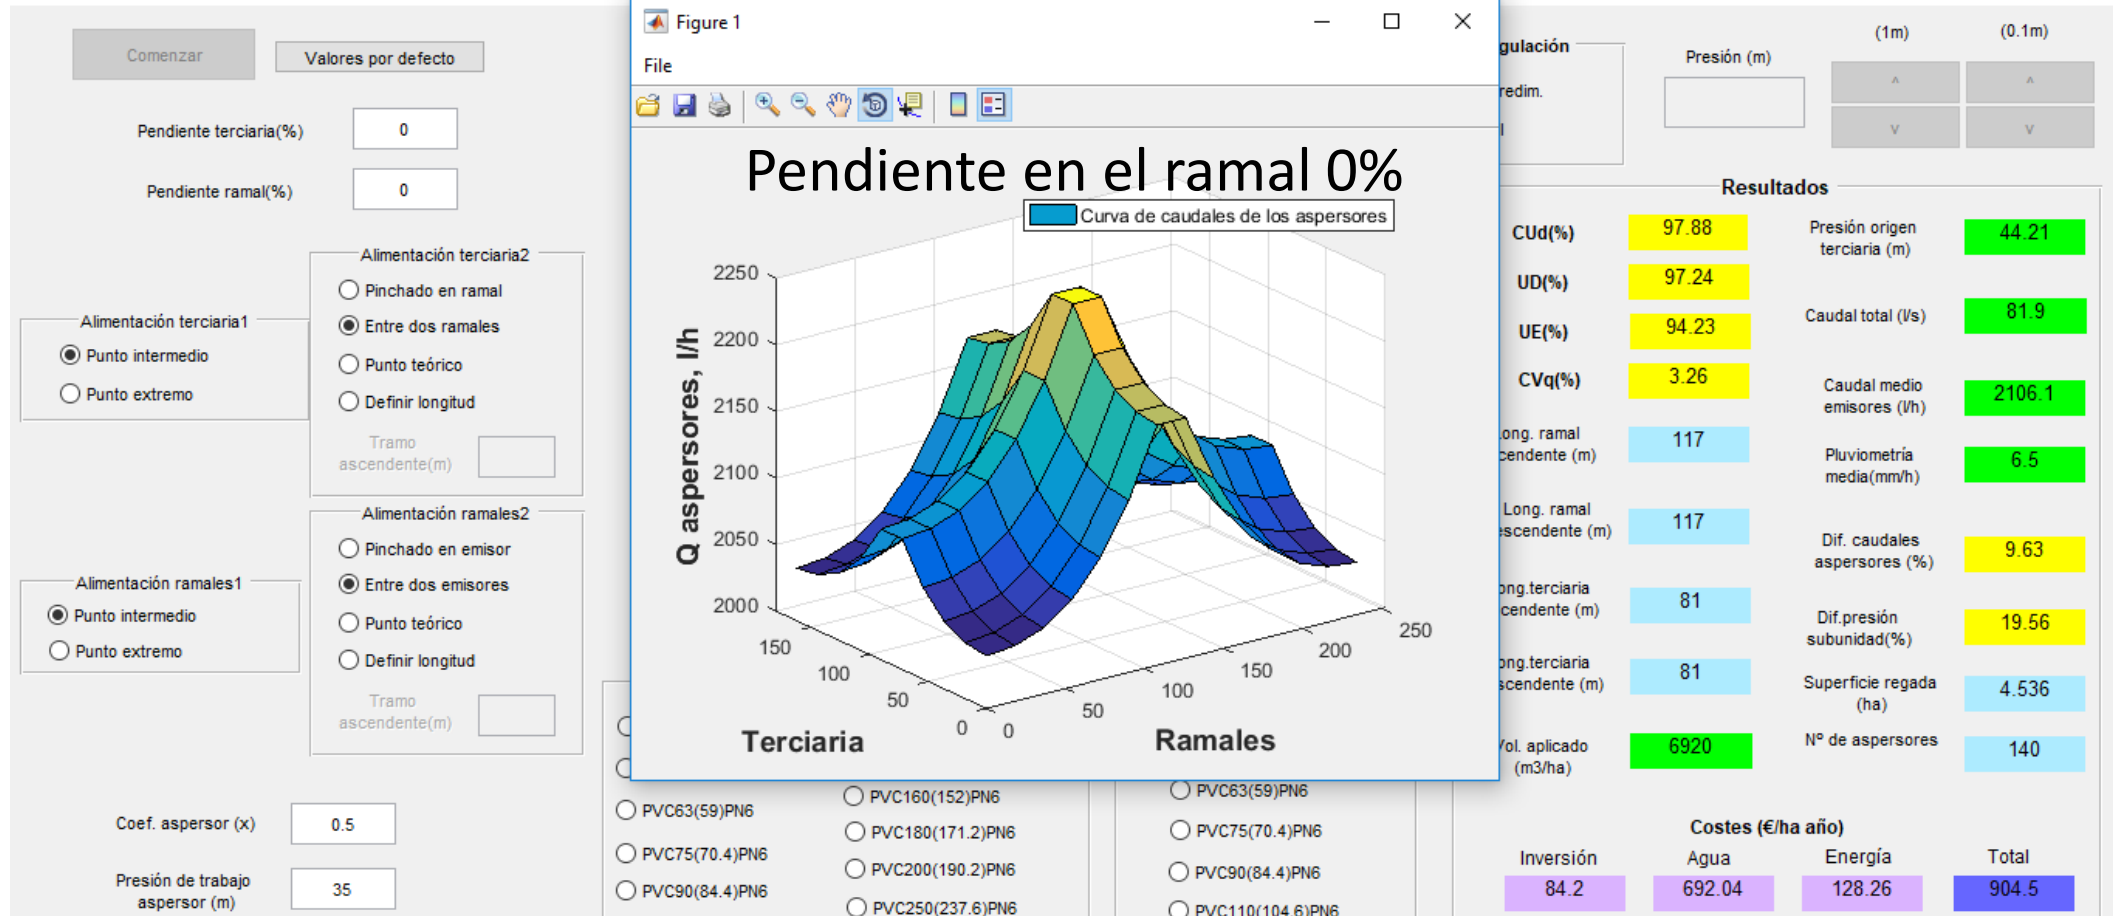 Comenzar
Valores por defecto
Pendiente terciaria(%)
0
Pendiente ramal(%)
0
Alimentación terciaria1
Punto intermedio
Punto extremo
Alimentación terciaria2
Pinchado en ramal
Entre dos ramales
Punto teórico
Definir longitud
Tramo
ascendente(m)
Alimentación ramales1
Punto intermedio
Punto extremo
Alimentación ramales2
Pinchado en emisor
Entre dos emisores
Punto teórico
Definir longitud
Tramo
ascendente(m)
Coef. aspersor (x)
0.5
Presión de trabajo
aspersor (m)
35
Figure 1
File
Pendiente en el ramal 0%
Curva de caudales de los aspersores
Q aspersores, l/h
2250
2200
2150
2100
2050
2000
150
100
50
0
Terciaria
0
50
100
150
200
250
Ramales
PVC63(59)PN6
PVC75(70.4)PN6
PVC90(84.4)PN6
PVC160(152)PN6
PVC180(171.2)PN6
PVC200(190.2)PN6
PVC250(237.6)PN6
PVC63(59)PN6
PVC75(70.4)PN6
PVC90(84.4)PN6
PVC110(104.6)PN6
gulación
redim.
l
Presión (m)
(1m)
(0.1m)
^
^
v
v
Resultados
CUd(%)
97.88
UD(%)
97.24
UE(%)
94.23
CVq(%)
3.26
ong. ramal
cendente (m)
117
Long. ramal
scendente (m)
117
ong.terciaria
cendente (m)
81
ong.terciaria
scendente (m)
81
Vol. aplicado
(m3/ha)
6920
Presión origen
terciaria (m)
44.21
Caudal total (l/s)
81.9
Caudal medio
emisores (l/h)
2106.1
Pluviometría
media(mm/h)
6.5
Dif. caudales
aspersores (%)
9.63
Dif.presión
subunidad(%)
19.56
Superficie regada
(ha)
4.536
Nº de aspersores
140
Costes (€/ha año)
Inversión
Agua
Energía
Total
84.2
692.04
128.26
904.5